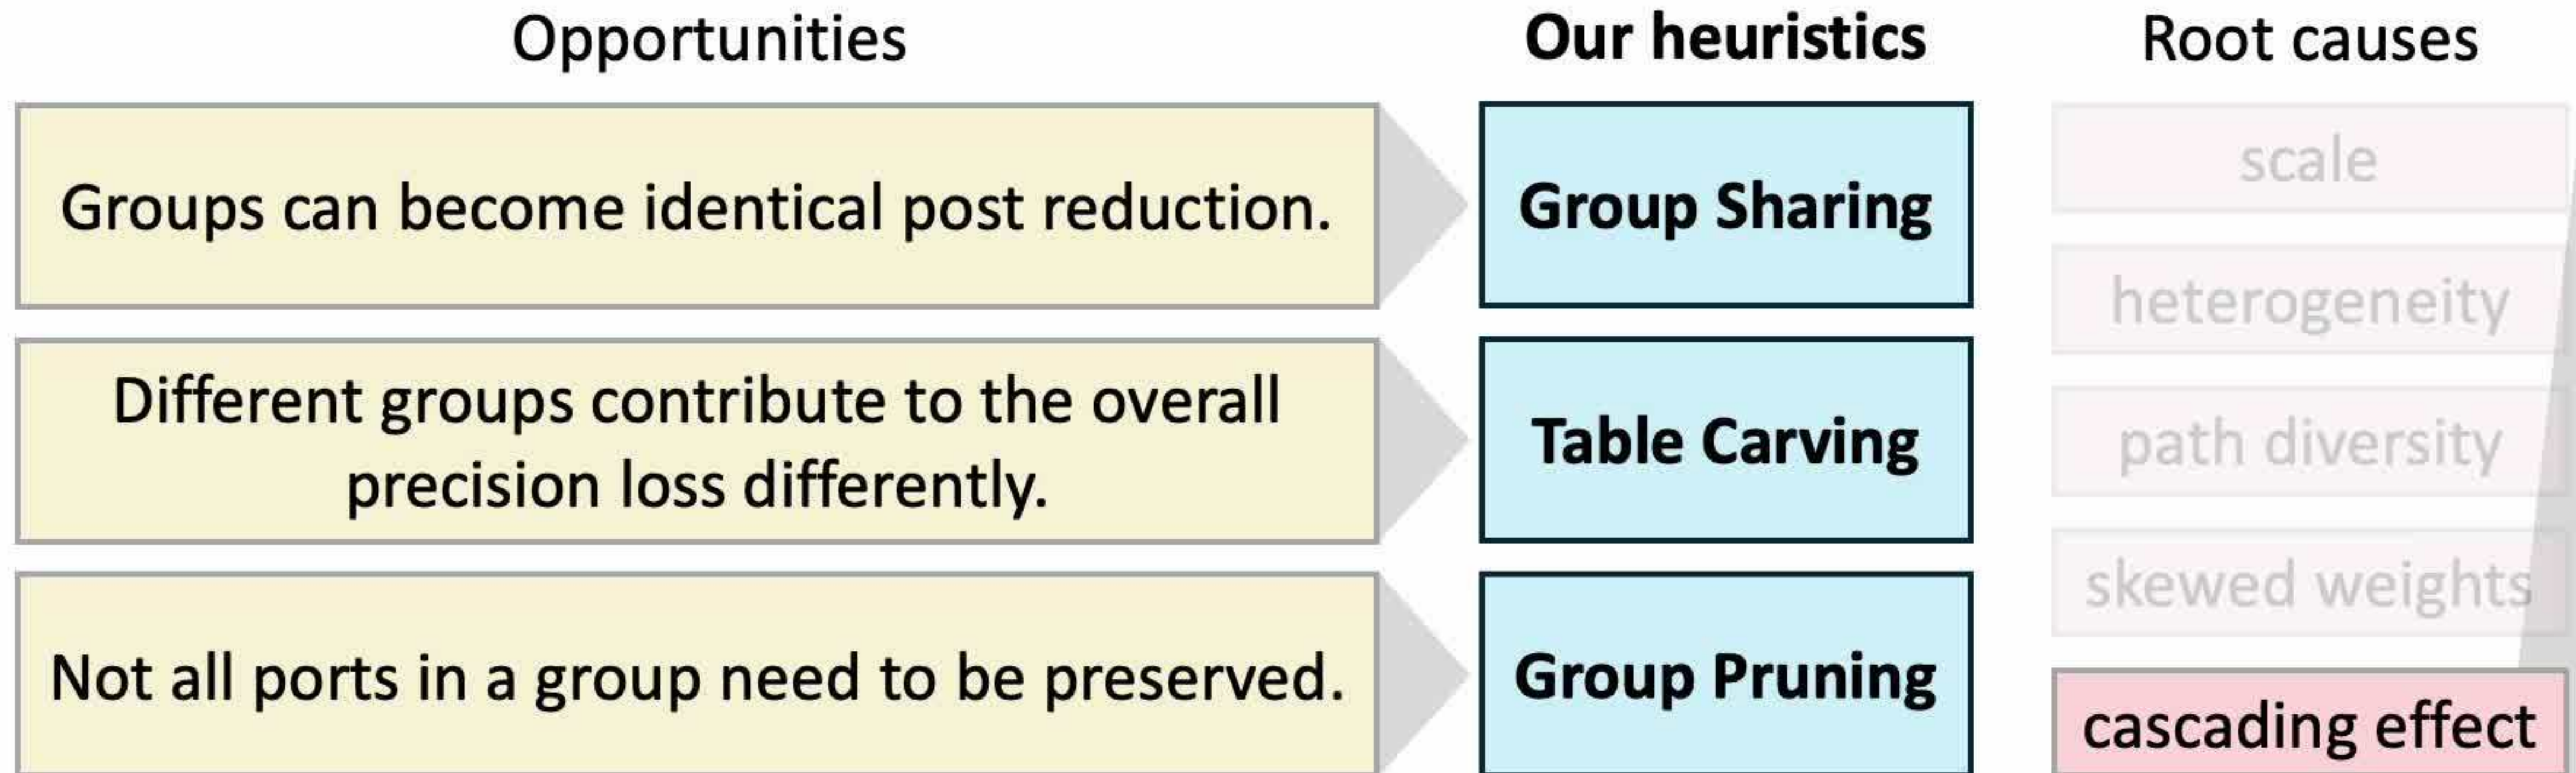 Opportunities
Our heuristics
Root causes
Groups can become identical post reduction.
Group Sharing
scale
heterogeneity
Different groups contribute to the overall
precision loss differently.
Table Carving
path diversity
skewed weights
Not all ports in a group need to be preserved.
Group Pruning
cascading effect